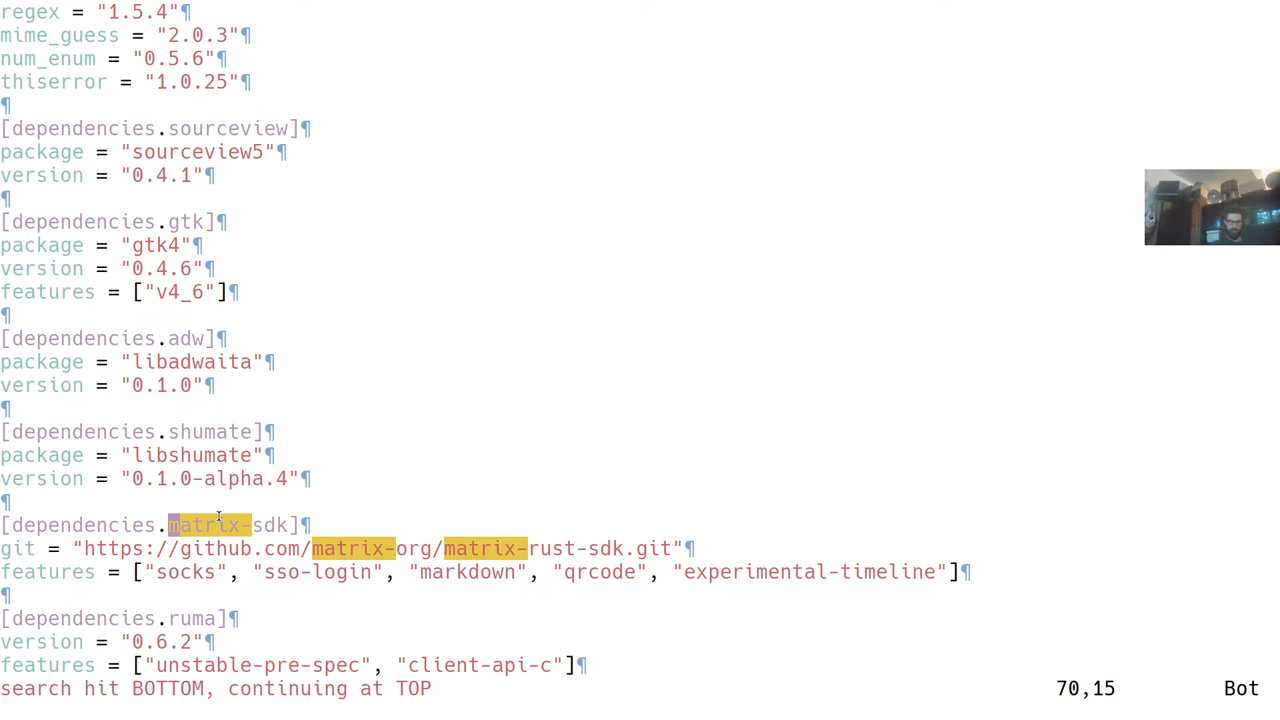 regex = "1.5.4"¶
mime_guess = "2.0.3"¶
num_enum = "0.5.6"¶
thiserror = "1.0.25"¶
¶
[dependencies.sourceview]¶
package = "sourceview5"¶
version = "0.4.1"¶
¶
[dependencies.gtk]¶
package = "gtk4"¶
version = "0.4.6"¶
features = ["v4_6"]¶
¶
[dependencies.adw]¶
package = "libadwaita"¶
version = "0.1.0"¶
¶
[dependencies.shumate]¶
package = "libshumate"¶
version = "0.1.0-alpha.4"¶
¶
[dependencies.matrix-sdk]¶
git = "https://github.com/matrix-org/matrix-rust-sdk.git"¶
features = ["socks", "sso-login", "markdown", "qrcode", "experimental-timeline"]¶
¶
[dependencies.ruma]¶
version = "0.6.2"¶
features = ["unstable-pre-spec", "client-api-c"]¶
search hit BOTTOM, continuing at TOP 70,15 Bot